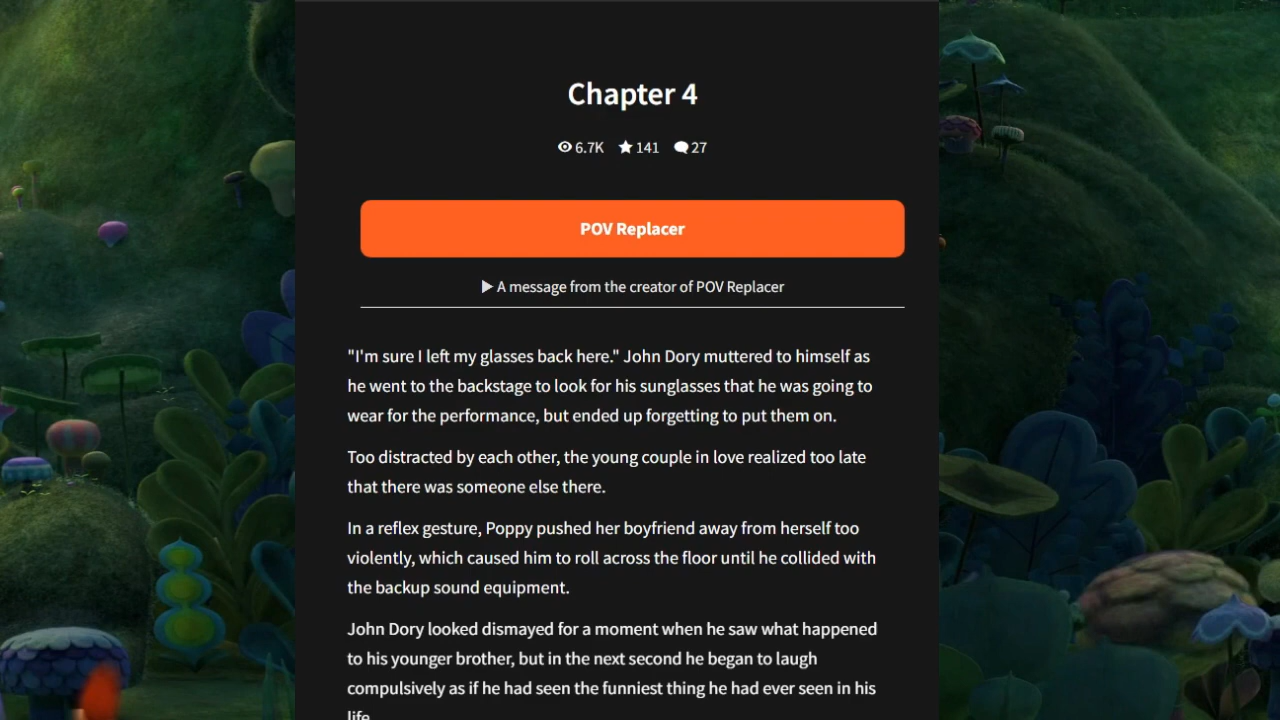 Chapter 4
6.7K 141 27
POV Replacer
A message from the creator of POV Replacer
"I'm sure I left my glasses back here." John Dory muttered to himself as
he went to the backstage to look for his sunglasses that he was going to
wear for the performance, but ended up forgetting to put them on.
Too distracted by each other, the young couple in love realized too late
that there was someone else there.
In a reflex gesture, Poppy pushed her boyfriend away from herself too
violently, which caused him to roll across the floor until he collided with
the backup sound equipment.
John Dory looked dismayed for a moment when he saw what happened
to his younger brother, but in the next second he began to laugh
compulsively as if he had seen the funniest thing he had ever seen in his
life